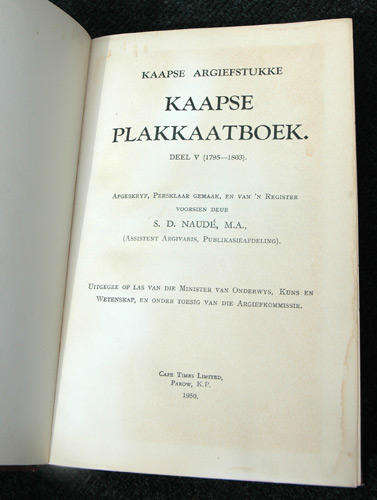 KAAPSE ARGIEFSTUKKE
KAAPSE
PLAKKAATBOEK.
DEEL V (1795—1803).
AFGESKRYF, PERSKLAAR GEMAAK, EN VAN 'N REGISTER
VOORSIEN DEUR
S. D. NAUDÉ, M.A.,
(ASSISTENT ARGIVARIS, PUBLIKASIEAFDELING).
UITGEGEE OP LAS VAN DIE MINISTER VAN ONDERWYS, KUNS EN
WETENSKAP, EN ONDER TOESIG VAN DIE ARGIEFKOMMISSIE.
CAPE TIMES LIMITED,
PAROW, K.P.
1950.